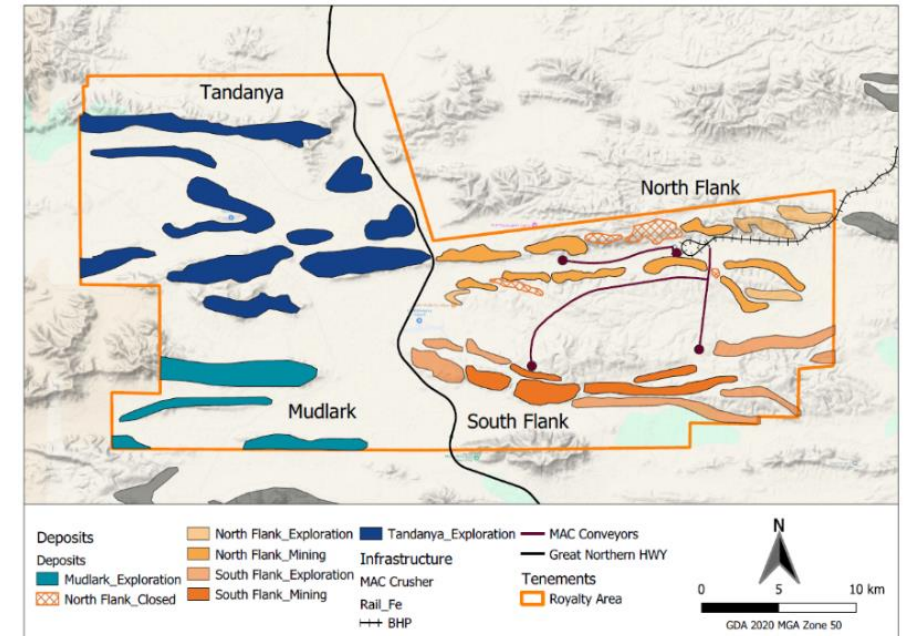 Tandanya
North Flank
Mudlark
South Flank
Deposits
Deposits
Mudlark_Exploration
North Flank_Closed
North Flank_Exploration
North Flank_Mining
South Flank_Exploration
South Flank_Mining
Tandanya_Exploration
Infrastructure
MAC Crusher
Rail_Fe
BHP
MAC Conveyors
Great Northern HWY
Tenements
Royalty Area
N
0 5 10 km
GDA 2020 MGA Zone 50